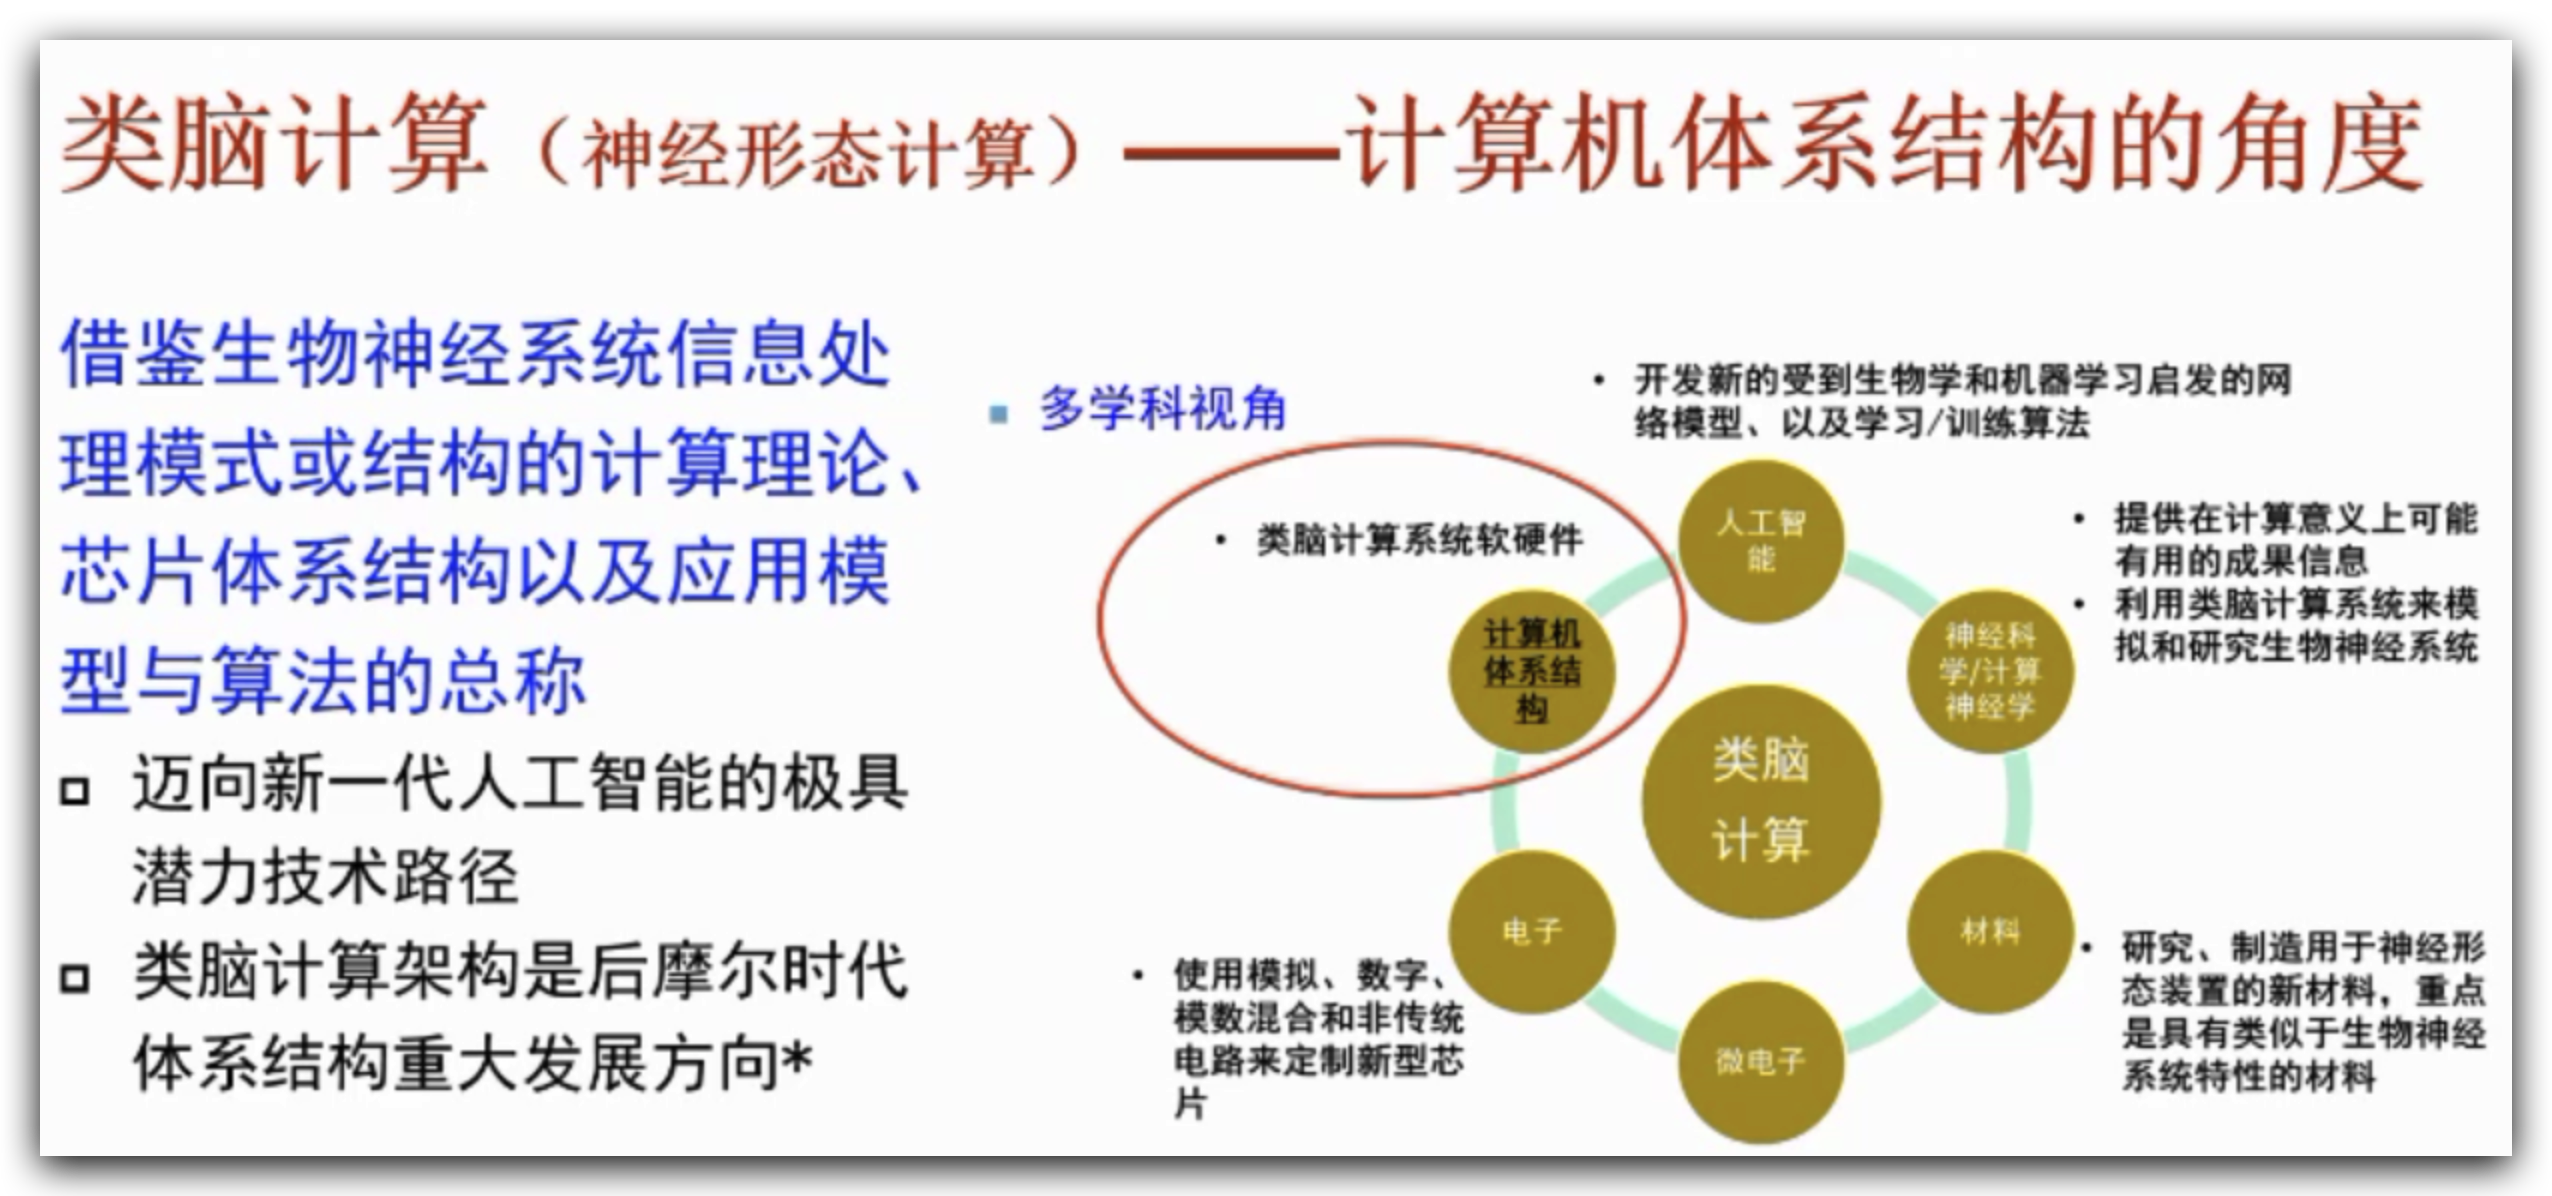 类脑计算（神经形态计算）——计算机体系结构的角度
借鉴生物神经系统信息处
理模式或结构的计算理论、
芯片体系结构以及应用模
型与算法的总称
迈向新一代人工智能的极具
潜力技术路径
类脑计算架构是后摩尔时代
体系结构重大发展方向*
多学科视角
• 开发新的受到生物学和机器学习启发的网
络模型、以及学习/训练算法
• 类脑计算系统软硬件
人工智
能
• 提供在计算意义上可能
有用的成果信息
• 利用类脑计算系统来模
拟和研究生物神经系统
计算机
体系结
构
神经科
学/计算
神经学
类脑
计算
电子
材料
• 使用模拟、数字、
模数混合和非传统
电路来定制新型芯
片
微电子
• 研究、制造用于神经形
态装置的新材料，重点
是具有类似于生物神经
系统特性的材料